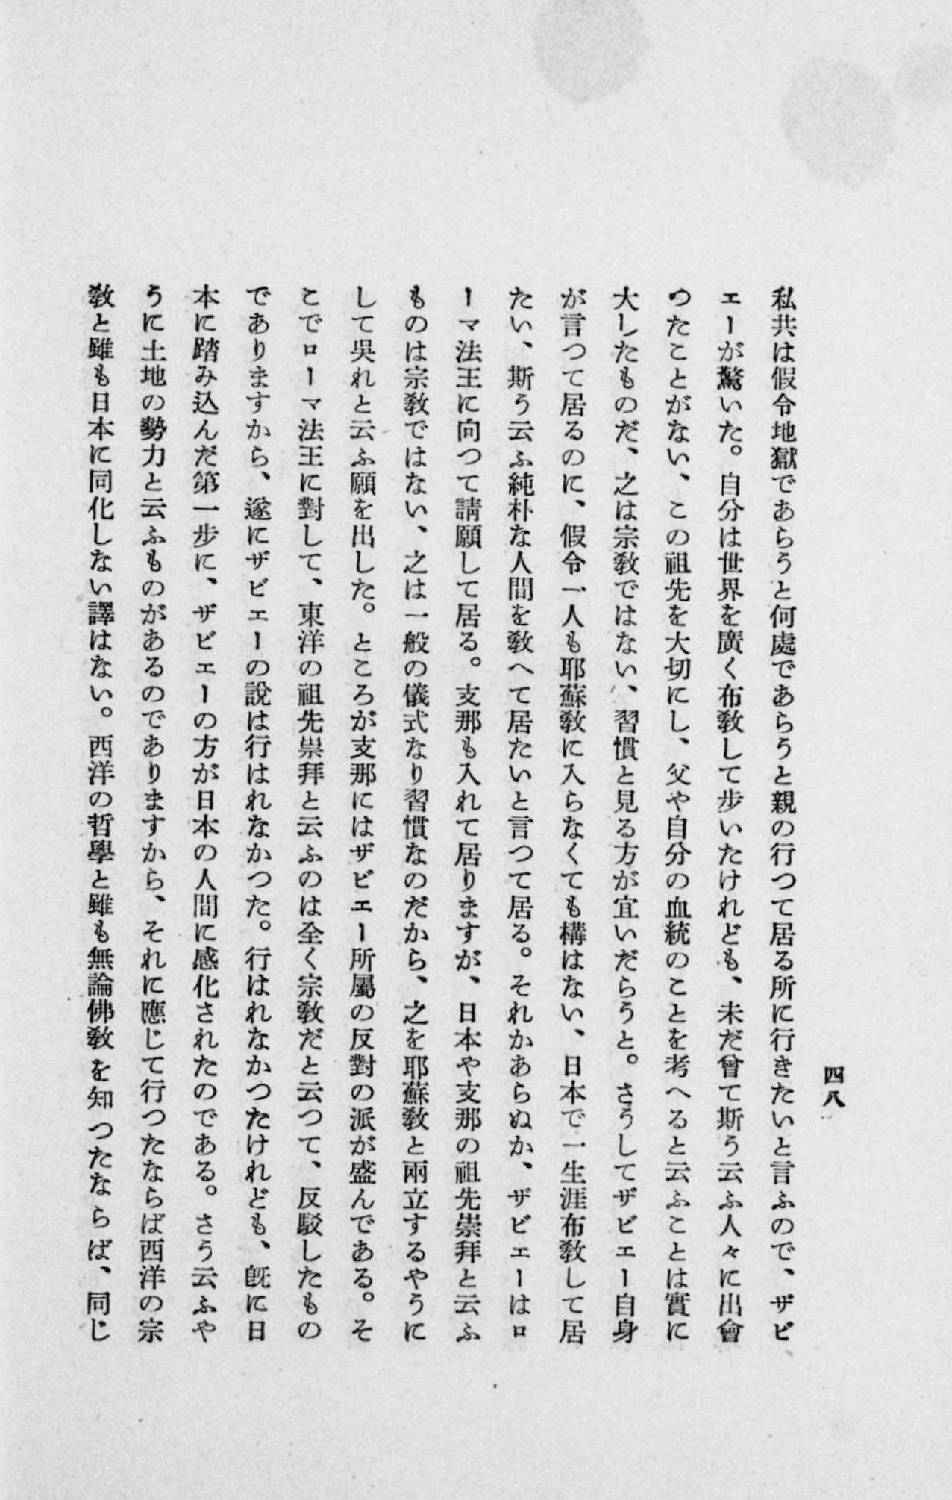 四八
私共は假令地獄であらうと何處であらうと親の行つて居る所に行きたいと言ふので、ザビ
エーが驚いた。自分は世界を廣く布教して步いたけれども、未だ曾て斯う云ふ人々に出會
つたことがない、この祖先を大切にし、父や自分の血統のことを考へると云ふことは實に
大したものだ、之は宗教ではない、習慣と見る方が宜いだらうと。さうしてザビエー自身
が言つて居るのに、假令一人も耶蘇教に入らなくても構はない、日本で一生涯布教して居
たい、斯う云ふ純朴な人間を教へて居たいと言つて居る。それかあらぬか、ザビエーはロ
ーマ法王に向つて請願して居る。支那も入れて居りますが、日本や支那の祖先崇拜と云ふ
ものは宗教ではない、之は一般の儀式なり習慣なのだから、之を耶蘇教と兩立するやうに
して吳れと云ふ願を出した。ところが支那にはザビエー所屬の反對の派が盛んである。そ
こでローマ法王に對して、東洋の祖先崇拜と云ふのは全く宗教だと云つて、反駁したもの
でありますから、遂にザビエーの說は行はれなかつた。行はれなかつたけれども、旣に日
本に踏み込んだ第一步に、ザビエーの方が日本の人間に感化されたのである。さう云ふや
うに土地の勢力と云ふものがあるのでありますから、それに應じて行つたならば西洋の宗
教と雖も日本に同化しない譯はない。西洋の哲學と雖も無論佛教を知つたならば、同じ